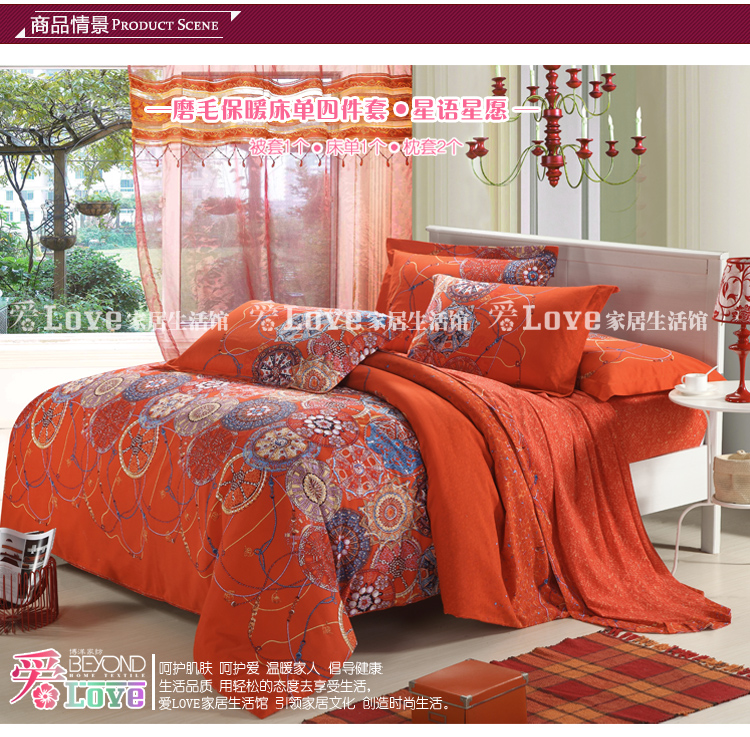 商品情景 PRODUCT SCENE
磨毛保暖床单四件套•星语星愿
被套1个•床单1个•枕套2个
爱Love家居生活馆 爱Love家居生活馆 爱Love家居生活馆
博洋家纺
爱 BEYOND
HOME TEXTILE
Love
呵护肌肤 呵护爱 温暖家人 倡导健康
生活品质 用轻松的态度去享受生活,
爱LOVE家居生活馆 引领家居文化 创造时尚生活。